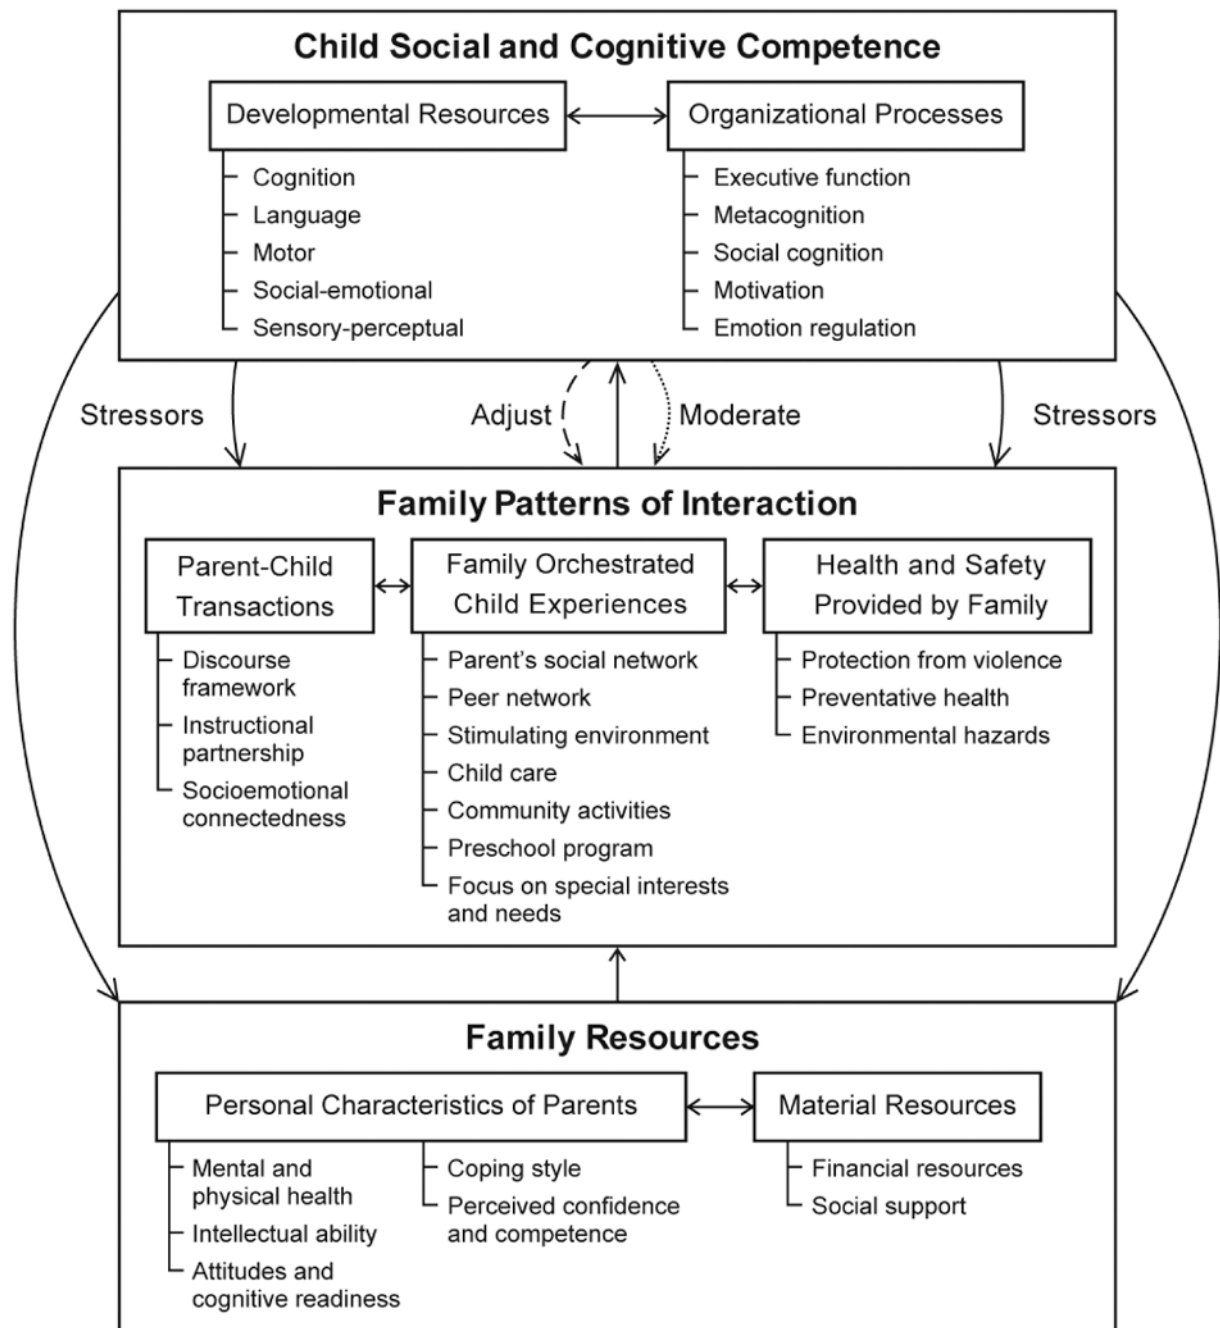 Child Social and Cognitive Competence
Developmental Resources
Organizational Processes
Cognition
Language
Motor
Social-emotional
Sensory-perceptual
Executive function
Metacognition
Social cognition
Motivation
Emotion regulation
Stressors
Adjust
Moderate
Stressors
Family Patterns of Interaction
Parent-Child
Transactions
Family Orchestrated
Child Experiences
Health and Safety
Provided by Family
Discourse
framework
Instructional
partnership
Socioemotional
connectedness
Parent's social network
Peer network
Stimulating environment
Child care
Community activities
Preschool program
Focus on special interests
and needs
Protection from violence
Preventative health
Environmental hazards
Family Resources
Personal Characteristics of Parents
Material Resources
Mental and
physical health
Intellectual ability
Attitudes and
cognitive readiness
Coping style
Perceived confidence
and competence
Financial resources
Social support